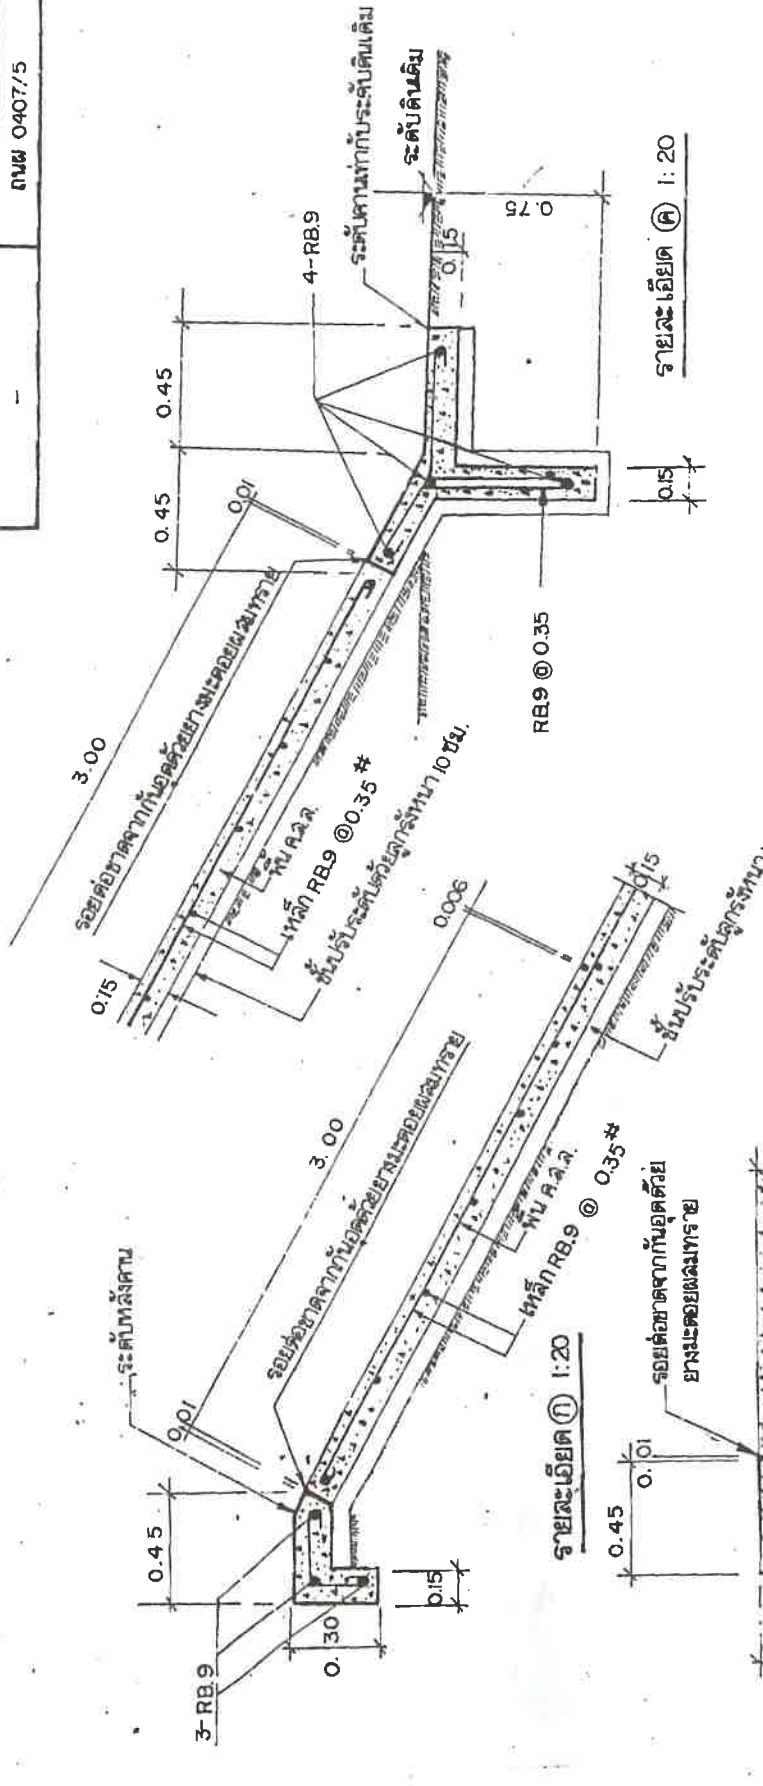 ถนผ 0407/5
-
0.45
0.45
4-RB.9
ระดับดานเท่ากับระดับดินเดิม
ระดับดินเดิม
0.15
0.75
0.15
RB.9 @ 0.35
รายละเอียด ค 1:20
3.00
0.01
รอยต่อขาดจากกันอุดด้วยยางมะตอยผสมทราย
0.15
พื้น ค.ส.ล.
เหล็ก RB.9 @ 0.35 #
ชั้นปรับระดับด้วยลูกรังหนา 10 ซม.
3-RB.9
0.45
0.30
0.15
ระดับหลังดาน
0.01
3.00
0.006
รอยต่อขาดจากกันอุดด้วยยางมะตอยผสมทราย
พื้น ค.ส.ล.
เหล็ก RB.9 @ 0.35 #
0.15
ชั้นปรับระดับลูกรังหนา
รายละเอียด ก 1:20
0.45
0.01
รอยต่อขาดจากกันอุดด้วย
ยางมะตอยผสมทราย